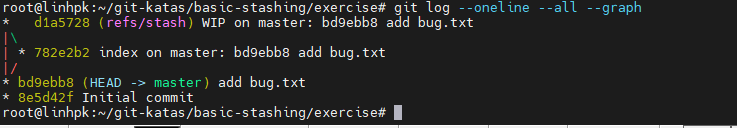 root@linhpk:~/git-katas/basic-stashing/exercise# git log --oneline --all --graph
*   d1a5728 (refs/stash) WIP on master: bd9ebb8 add bug.txt
|\
| * 782e2b2 index on master: bd9ebb8 add bug.txt
|/
* bd9ebb8 (HEAD -> master) add bug.txt
* 8e5d42f Initial commit
root@linhpk:~/git-katas/basic-stashing/exercise#